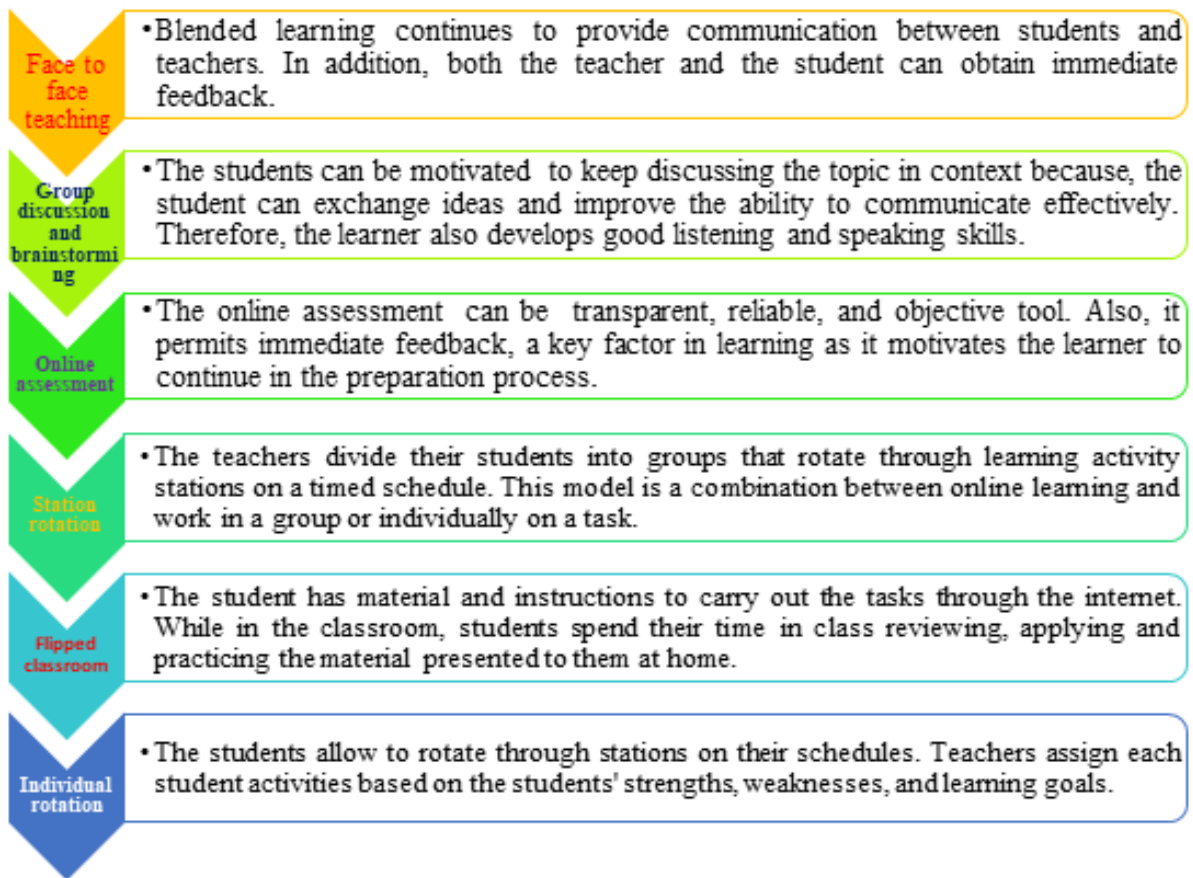 Face to
face
teaching
•Blended learning continues to provide communication between students and
teachers. In addition, both the teacher and the student can obtain immediate
feedback.
Group
discussion
and
brainstormi
ng
•The students can be motivated to keep discussing the topic in context because, the
student can exchange ideas and improve the ability to communicate effectively.
Therefore, the learner also develops good listening and speaking skills.
Online
assessment
•The online assessment can be transparent, reliable, and objective tool. Also, it
permits immediate feedback, a key factor in learning as it motivates the learner to
continue in the preparation process.
Station
rotation
•The teachers divide their students into groups that rotate through learning activity
stations on a timed schedule. This model is a combination between online learning and
work in a group or individually on a task.
Flipped
classroom
•The student has material and instructions to carry out the tasks through the internet.
While in the classroom, students spend their time in class reviewing, applying and
practicing the material presented to them at home.
Individual
rotation
•The students allow to rotate through stations on their schedules. Teachers assign each
student activities based on the students' strengths, weaknesses, and learning goals.